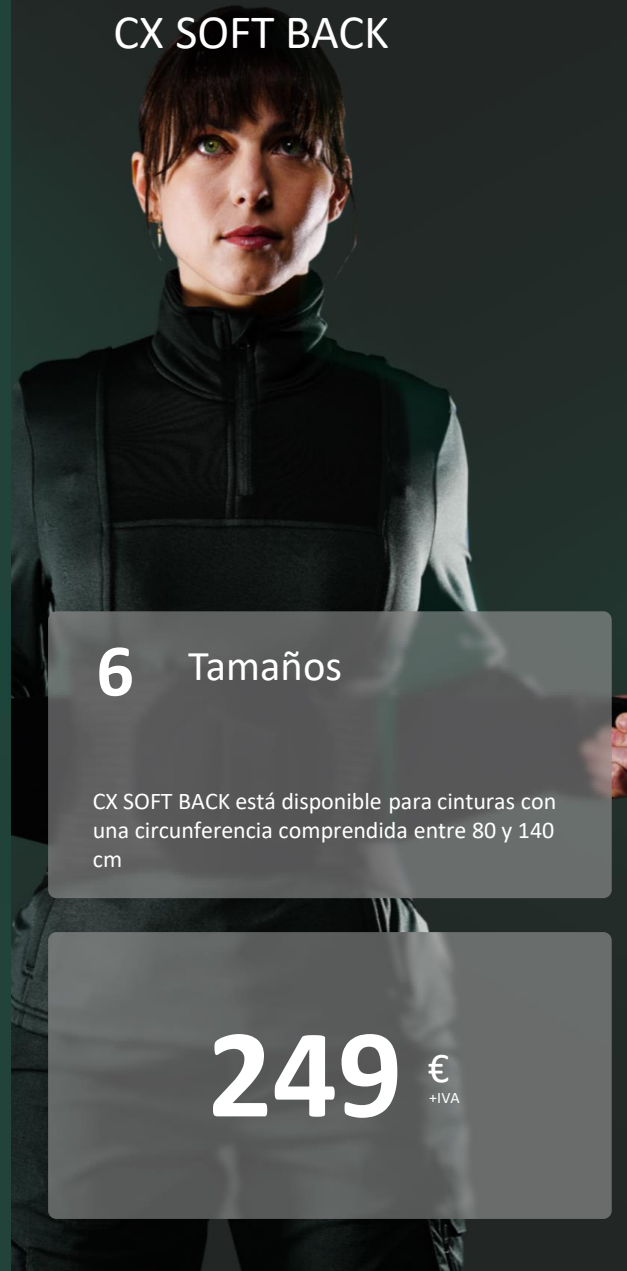 CX SOFT BACK
6 Tamaños
CX SOFT BACK está disponible para cinturas con
una circunferencia comprendida entre 80 y 140
cm
249 €
+IVA